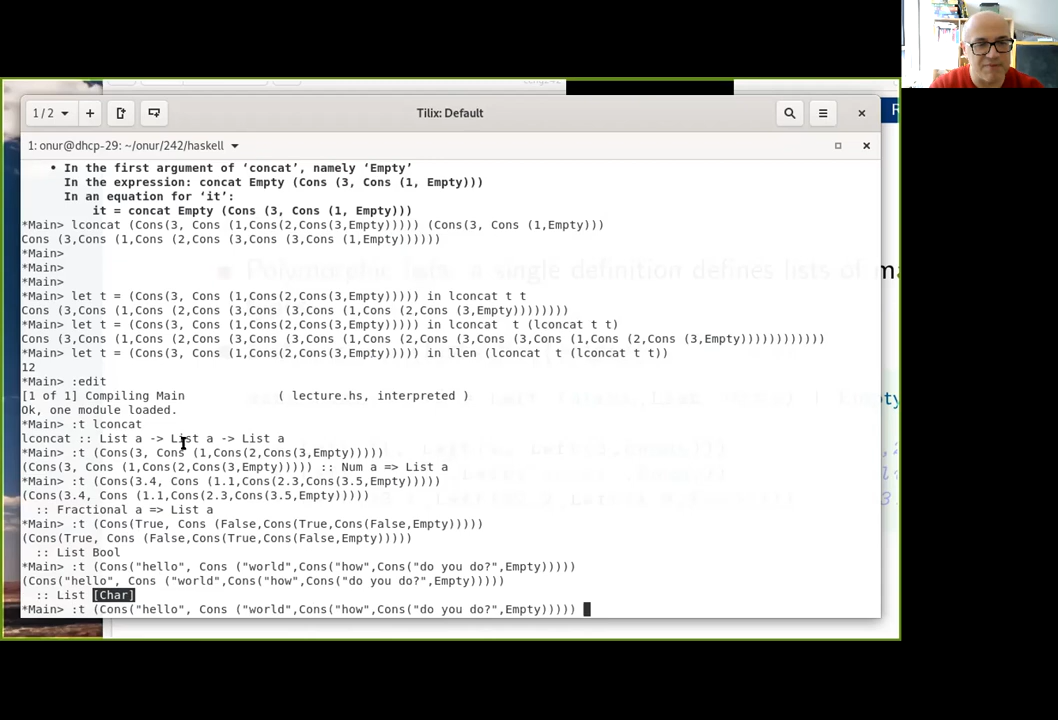 1/2
Tilix: Default
1: onur@dhcp-29: ~/onur/242/haskell
• In the first argument of ‘concat’, namely ‘Empty’
In the expression: concat Empty (Cons (3, Cons (1, Empty)))
In an equation for ‘it’:
it = concat Empty (Cons (3, Cons (1, Empty)))
*Main> lconcat (Cons(3, Cons (1,Cons(2,Cons(3,Empty))))) (Cons(3, Cons (1,Empty)))
Cons (3,Cons (1,Cons (2,Cons (3,Cons (3,Cons (1,Empty))))))
*Main>
*Main>
*Main>
*Main> let t = (Cons(3, Cons (1,Cons(2,Cons(3,Empty))))) in lconcat t t
Cons (3,Cons (1,Cons (2,Cons (3,Cons (3,Cons (1,Cons (2,Cons (3,Empty))))))))
*Main> let t = (Cons(3, Cons (1,Cons(2,Cons(3,Empty))))) in lconcat  t (lconcat t t)
Cons (3,Cons (1,Cons (2,Cons (3,Cons (3,Cons (1,Cons (2,Cons (3,Cons (3,Cons (1,Cons (2,Cons (3,Empty))))))))))))
*Main> let t = (Cons(3, Cons (1,Cons(2,Cons(3,Empty))))) in llen (lconcat  t (lconcat t t))
12
*Main> :edit
[1 of 1] Compiling Main             ( lecture.hs, interpreted )
Ok, one module loaded.
*Main> :t lconcat
lconcat :: List a -> List a -> List a
*Main> :t (Cons(3, Cons (1,Cons(2,Cons(3,Empty)))))
(Cons(3, Cons (1,Cons(2,Cons(3,Empty))))) :: Num a => List a
*Main> :t (Cons(3.4, Cons (1.1,Cons(2.3,Cons(3.5,Empty)))))
(Cons(3.4, Cons (1.1,Cons(2.3,Cons(3.5,Empty)))))
:: Fractional a => List a
*Main> :t (Cons(True, Cons (False,Cons(True,Cons(False,Empty)))))
(Cons(True, Cons (False,Cons(True,Cons(False,Empty)))))
:: List Bool
*Main> :t (Cons("hello", Cons ("world",Cons("how",Cons("do you do?",Empty)))))
(Cons("hello", Cons ("world",Cons("how",Cons("do you do?",Empty)))))
:: List [Char]
*Main> :t (Cons("hello", Cons ("world",Cons("how",Cons("do you do?",Empty)))))
Polymorphic lists, a single definition defines lists of ma